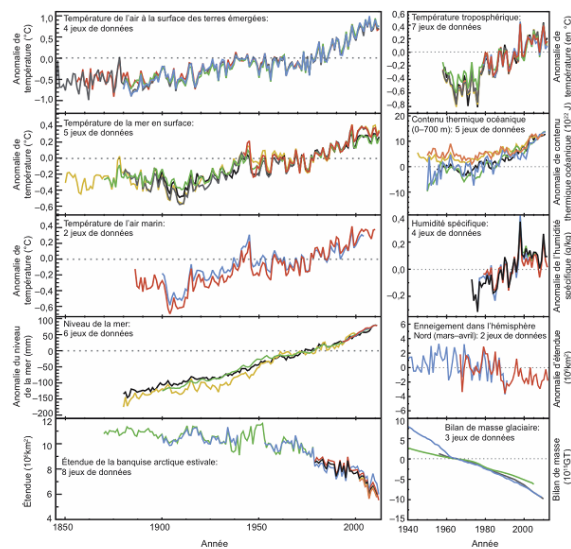 Température de l'air à la surface des terres émergées:
4 jeux de données
Anomalie de
température (°C)
1,0
0,5
0,0
−0,5
−1,0
Température de la mer en surface:
5 jeux de données
Anomalie de
température (°C)
0,4
0,2
0,0
−0,2
−0,4
−0,6
Température de l'air marin:
2 jeux de données
Anomalie de
température (°C)
0,4
0,2
0,0
−0,2
−0,4
−0,6
Niveau de la mer:
6 jeux de données
Anomalie du niveau
de la mer (mm)
100
50
0
−50
−100
−150
−200
Étendue de la banquise arctique estivale:
8 jeux de données
Étendue (10⁶km²)
12
10
8
6
4
1850
1900
1950
2000
Année
Température troposphérique:
7 jeux de données
Anomalie de
température (en °C)
0,6
0,4
0,2
0,0
−0,2
−0,4
−0,6
−0,8
Contenu thermique océanique
(0–700 m): 5 jeux de données
Anomalie de contenu
thermique océanique (10²² J)
20
10
0
−10
Humidité spécifique:
4 jeux de données
Anomalie de l'humidité
spécifique (g/kg)
0,4
0,2
0,0
−0,2
Enneigement dans l'hémisphère
Nord (mars–avril): 2 jeux de données
Anomalie d'étendue
(10⁶km²)
6
4
2
0
−2
−4
−6
Bilan de masse glaciaire:
3 jeux de données
Bilan de masse
10
5
0
−5
−10
−15
1940
1960
1980
2000
Année